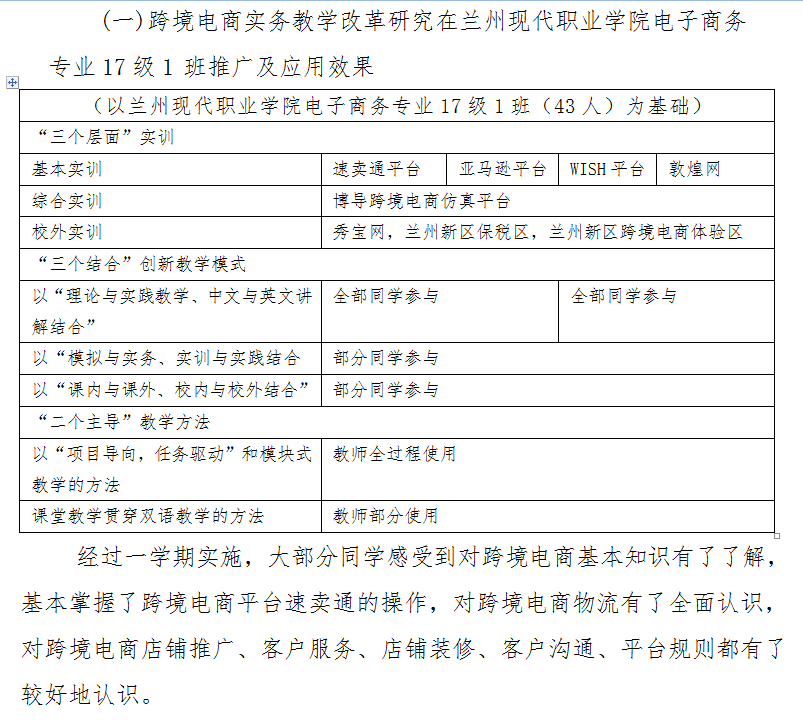 (一)跨境电商实务教学改革研究在兰州现代职业学院电子商务
专业17级1班推广及应用效果
（以兰州现代职业学院电子商务专业17级1班（43人）为基础）
“三个层面”实训
基本实训 速卖通平台 亚马逊平台 WISH平台 敦煌网
综合实训 博导跨境电商仿真平台
校外实训 秀宝网，兰州新区保税区，兰州新区跨境电商体验区
“三个结合”创新教学模式
以“理论与实践教学、中文与英文讲 全部同学参与 全部同学参与
解结合”
以“模拟与实务、实训与实践结合 部分同学参与
以“课内与课外、校内与校外结合” 部分同学参与
“二个主导”教学方法
以“项目导向，任务驱动”和模块式 教师全过程使用
教学的方法
课堂教学贯穿双语教学的方法 教师部分使用
经过一学期实施，大部分同学感受到对跨境电商基本知识有了了解，
基本掌握了跨境电商平台速卖通的操作，对跨境电商物流有了全面认识，
对跨境电商店铺推广、客户服务、店铺装修、客户沟通、平台规则都有了
较好地认识。